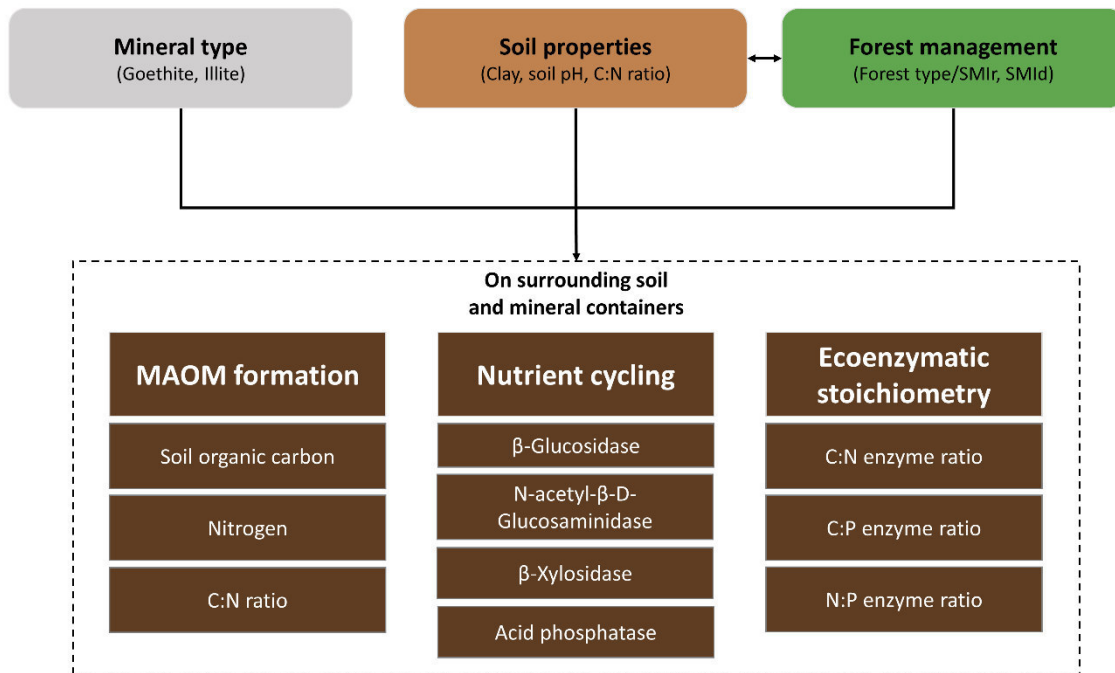 Mineral type
(Goethite, Illite)
Soil properties
(Clay, soil pH, C:N ratio)
Forest management
(Forest type/SMIr, SMId)
On surrounding soil
and mineral containers
MAOM formation
Soil organic carbon
Nitrogen
C:N ratio
Nutrient cycling
β-Glucosidase
N-acetyl-β-D-
Glucosaminidase
β-Xylosidase
Acid phosphatase
Ecoenzymatic
stoichiometry
C:N enzyme ratio
C:P enzyme ratio
N:P enzyme ratio